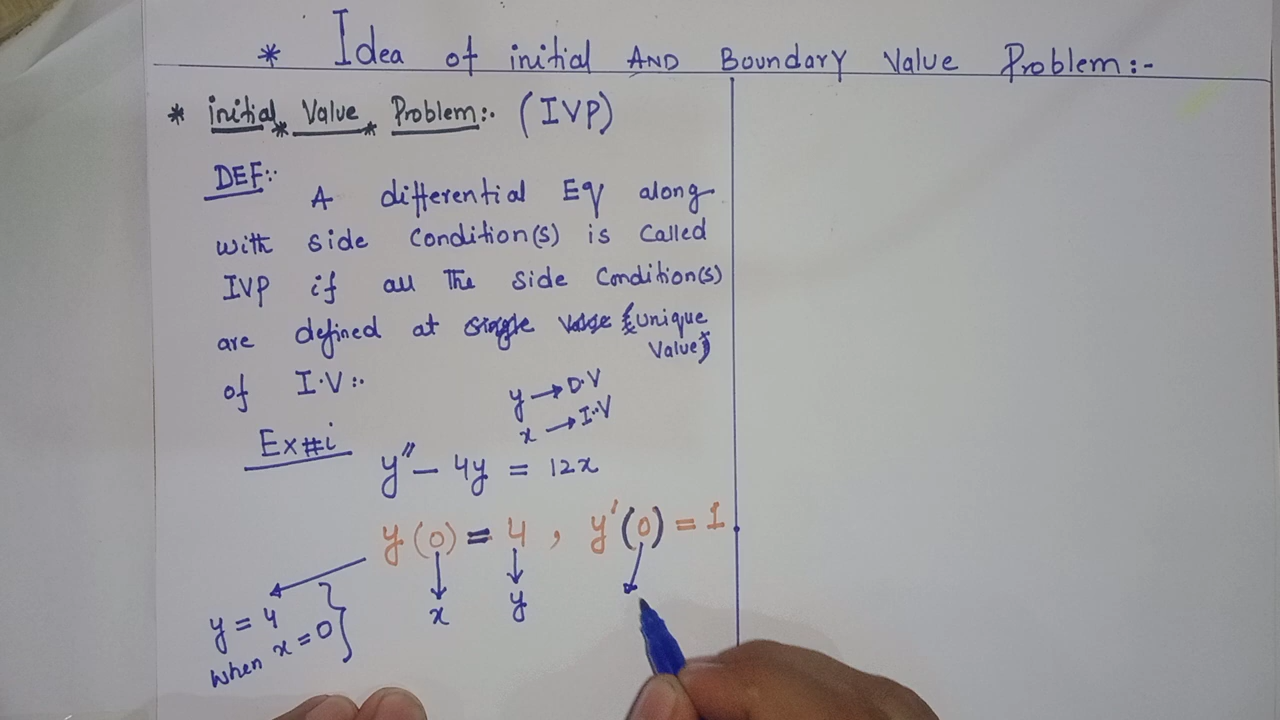 * Idea of initial AND Boundary Value Problem:-
* initial Value Problem:. (IVP)
DEF:.
A differential Eq along
with side Condition(s) is Called
IVP if all The Side Condition(s)
are defined at single Value (Unique
Value)
of I.V:.
y → D.V
x → I.V
Ex#i
y'' - 4y = 12x
y(0) = 4 , y'(0) = 1
x y
y = 4
when x = 0}